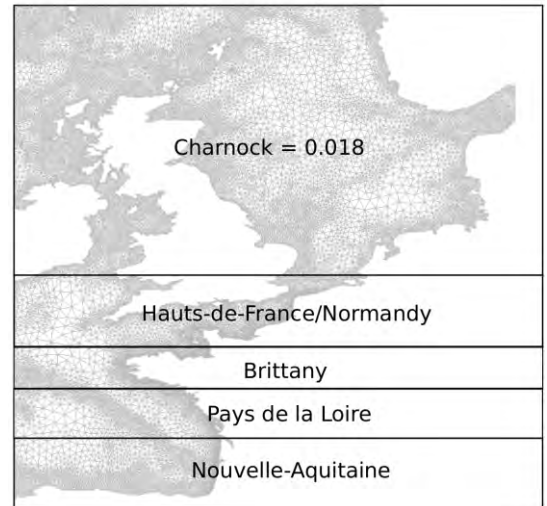 Charnock = 0.018
Hauts-de-France/Normandy
Brittany
Pays de la Loire
Nouvelle-Aquitaine